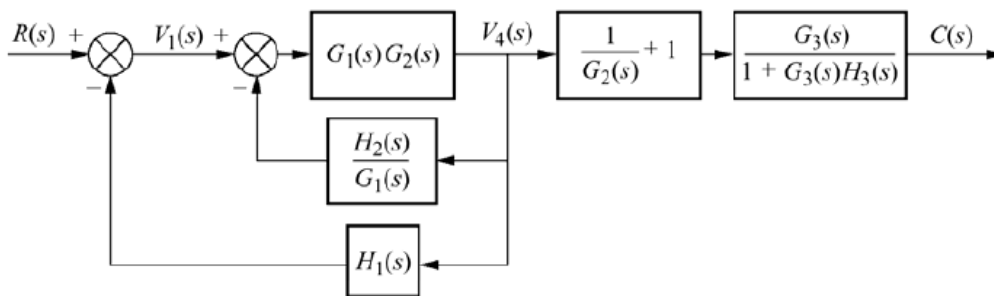 R(s) + V₁(s) + G₁(s)G₂(s) V₄(s) 1/G₂(s) + 1 G₃(s)/1 + G₃(s)H₃(s) C(s)
− −
H₂(s)/G₁(s)
H₁(s)